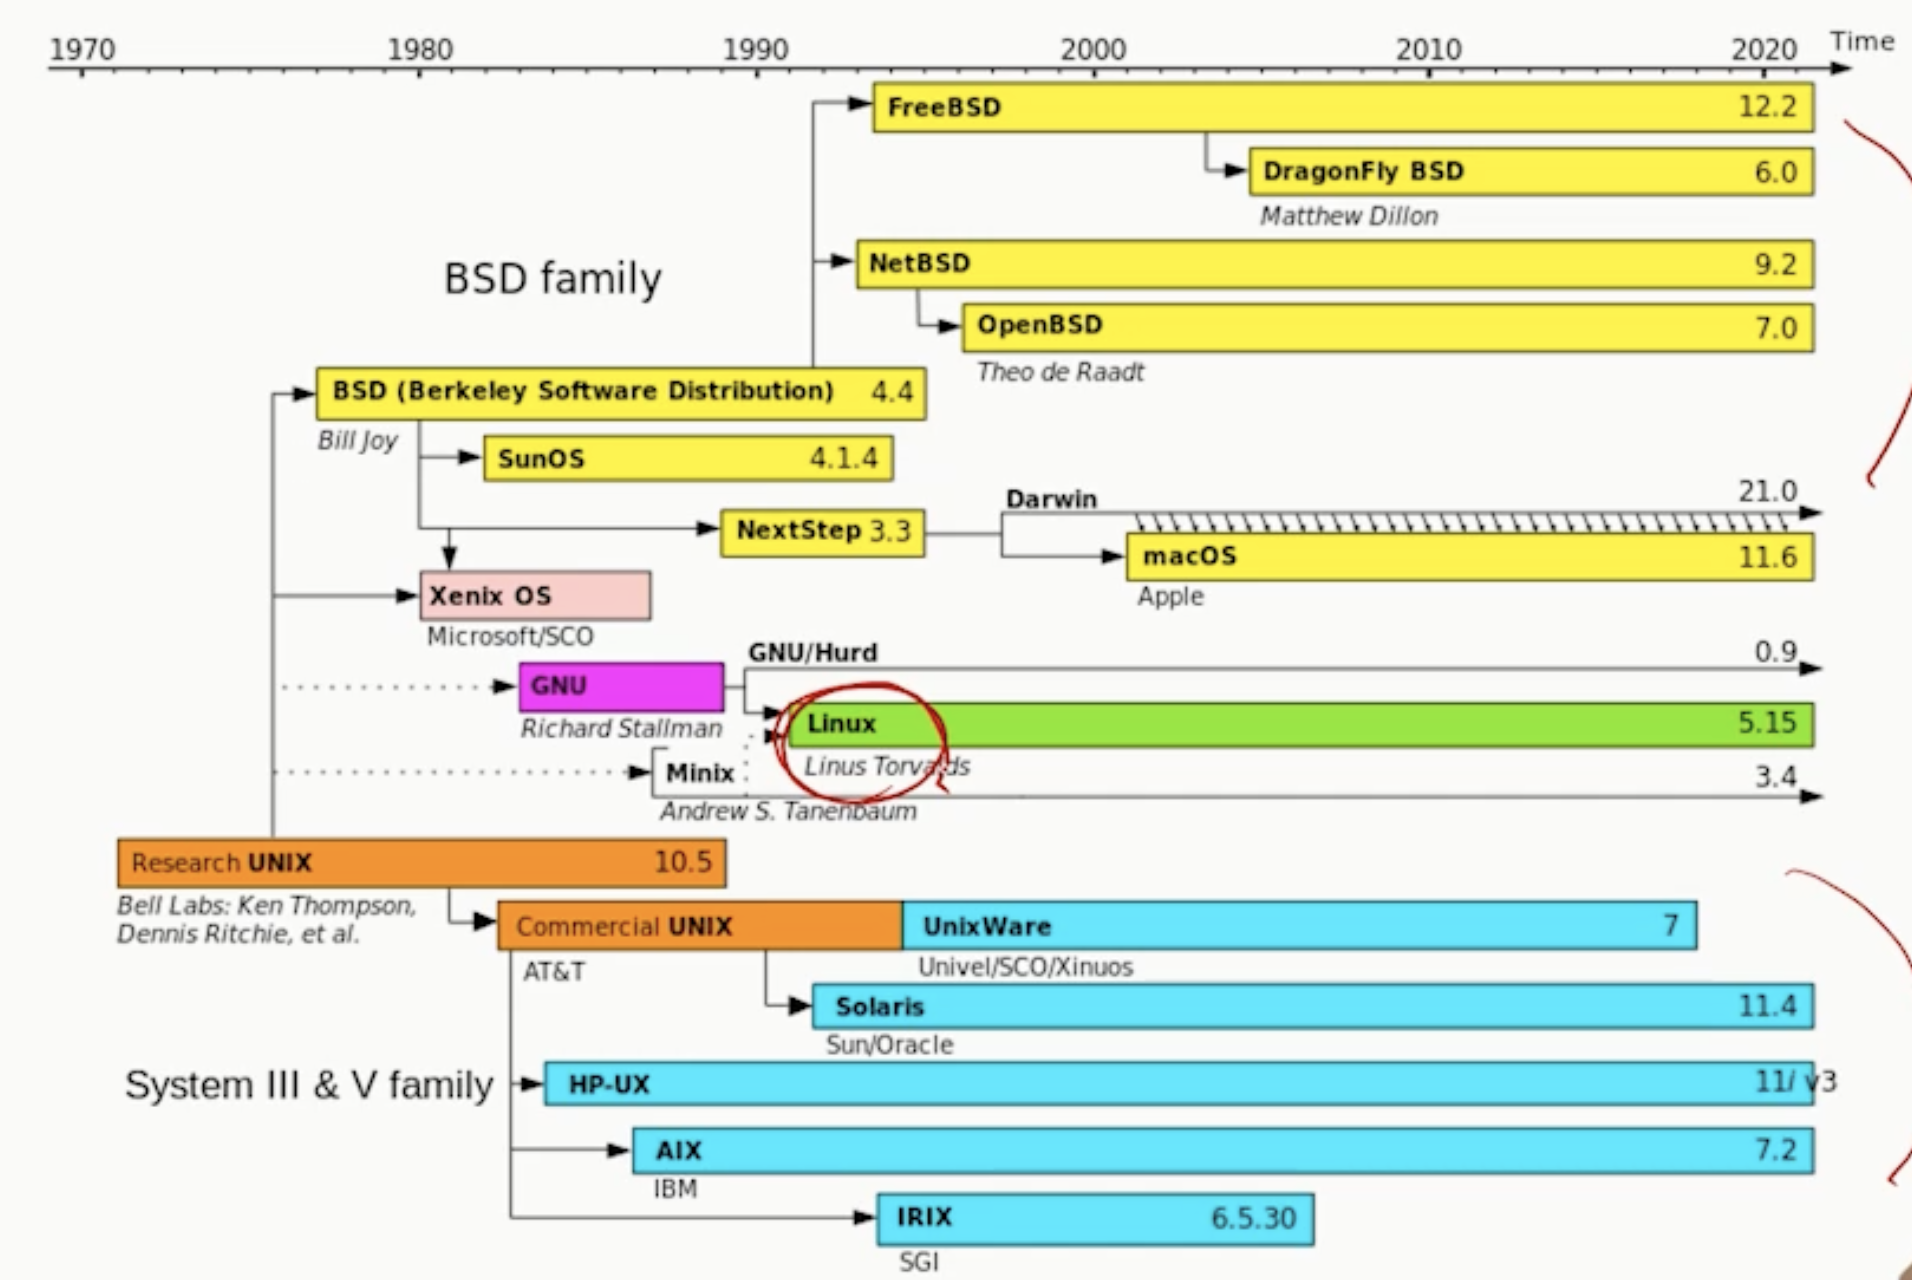 1970 1980 1990 2000 2010 2020 Time
FreeBSD 12.2
DragonFly BSD 6.0
Matthew Dillon
BSD family
NetBSD 9.2
OpenBSD 7.0
Theo de Raadt
BSD (Berkeley Software Distribution) 4.4
Bill Joy
SunOS 4.1.4
Darwin 21.0
NextStep 3.3
macOS 11.6
Apple
Xenix OS
Microsoft/SCO
GNU/Hurd 0.9
GNU
Richard Stallman
Linux 5.15
Linus Torvalds
Minix 3.4
Andrew S. Tanenbaum
Research UNIX 10.5
Bell Labs: Ken Thompson,
Dennis Ritchie, et al.
Commercial UNIX
AT&T
UnixWare 7
Univel/SCO/Xinuos
Solaris 11.4
Sun/Oracle
System III & V family
HP-UX 11i v3
AIX 7.2
IBM
IRIX 6.5.30
SGI